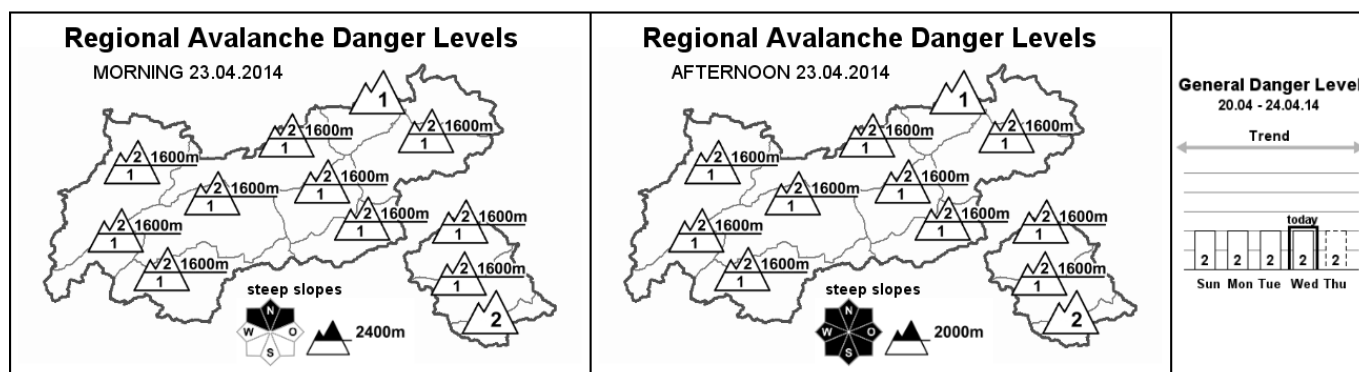 Regional Avalanche Danger Levels
MORNING 23.04.2014
1
2 1600m
1
2
1
2 1600m
1
2 1600m
1
2 1600m
1
2 1600m
1
2 1600m
1
2 1600m
1
2 1600m
1
2 1600m
1
2 1600m
1
2
steep slopes
N
W O
S
2400m
Regional Avalanche Danger Levels
AFTERNOON 23.04.2014
1
2 1600m
1
2
1
2 1600m
1
2 1600m
1
2 1600m
1
2 1600m
1
2 1600m
1
2 1600m
1
2 1600m
1
2 1600m
1
2 1600m
1
2
steep slopes
N
W O
S
2000m
General Danger Level
20.04 - 24.04.14
Trend
today
2 2 2 2 2
Sun Mon Tue Wed Thu